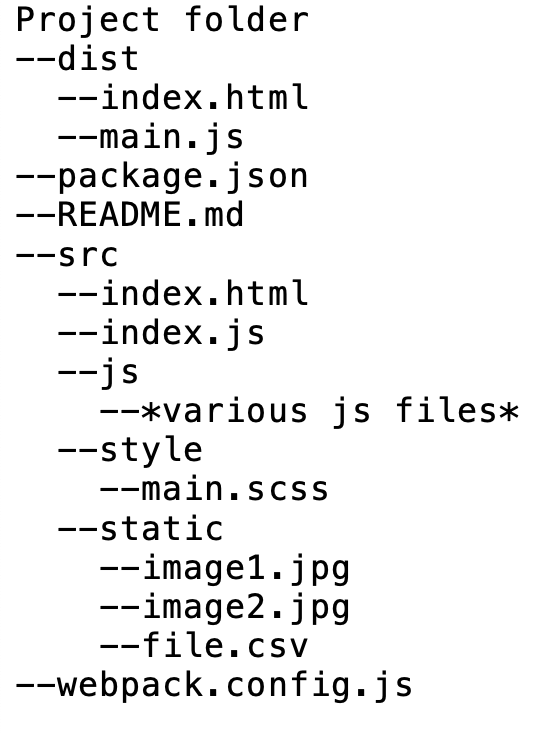 Project folder
--dist
  --index.html
  --main.js
--package.json
--README.md
--src
  --index.html
  --index.js
  --js
    --*various js files*
  --style
    --main.scss
  --static
    --image1.jpg
    --image2.jpg
    --file.csv
--webpack.config.js